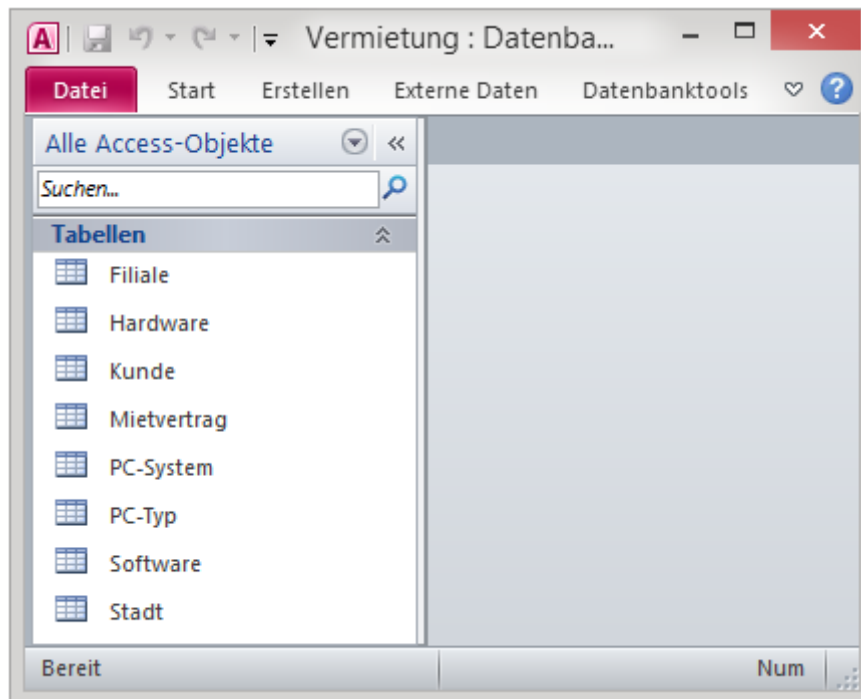 A Vermietung : Datenba...
Datei Start Erstellen Externe Daten Datenbanktools ?
Alle Access-Objekte «
Suchen...
Tabellen
Filiale
Hardware
Kunde
Mietvertrag
PC-System
PC-Typ
Software
Stadt
Bereit Num